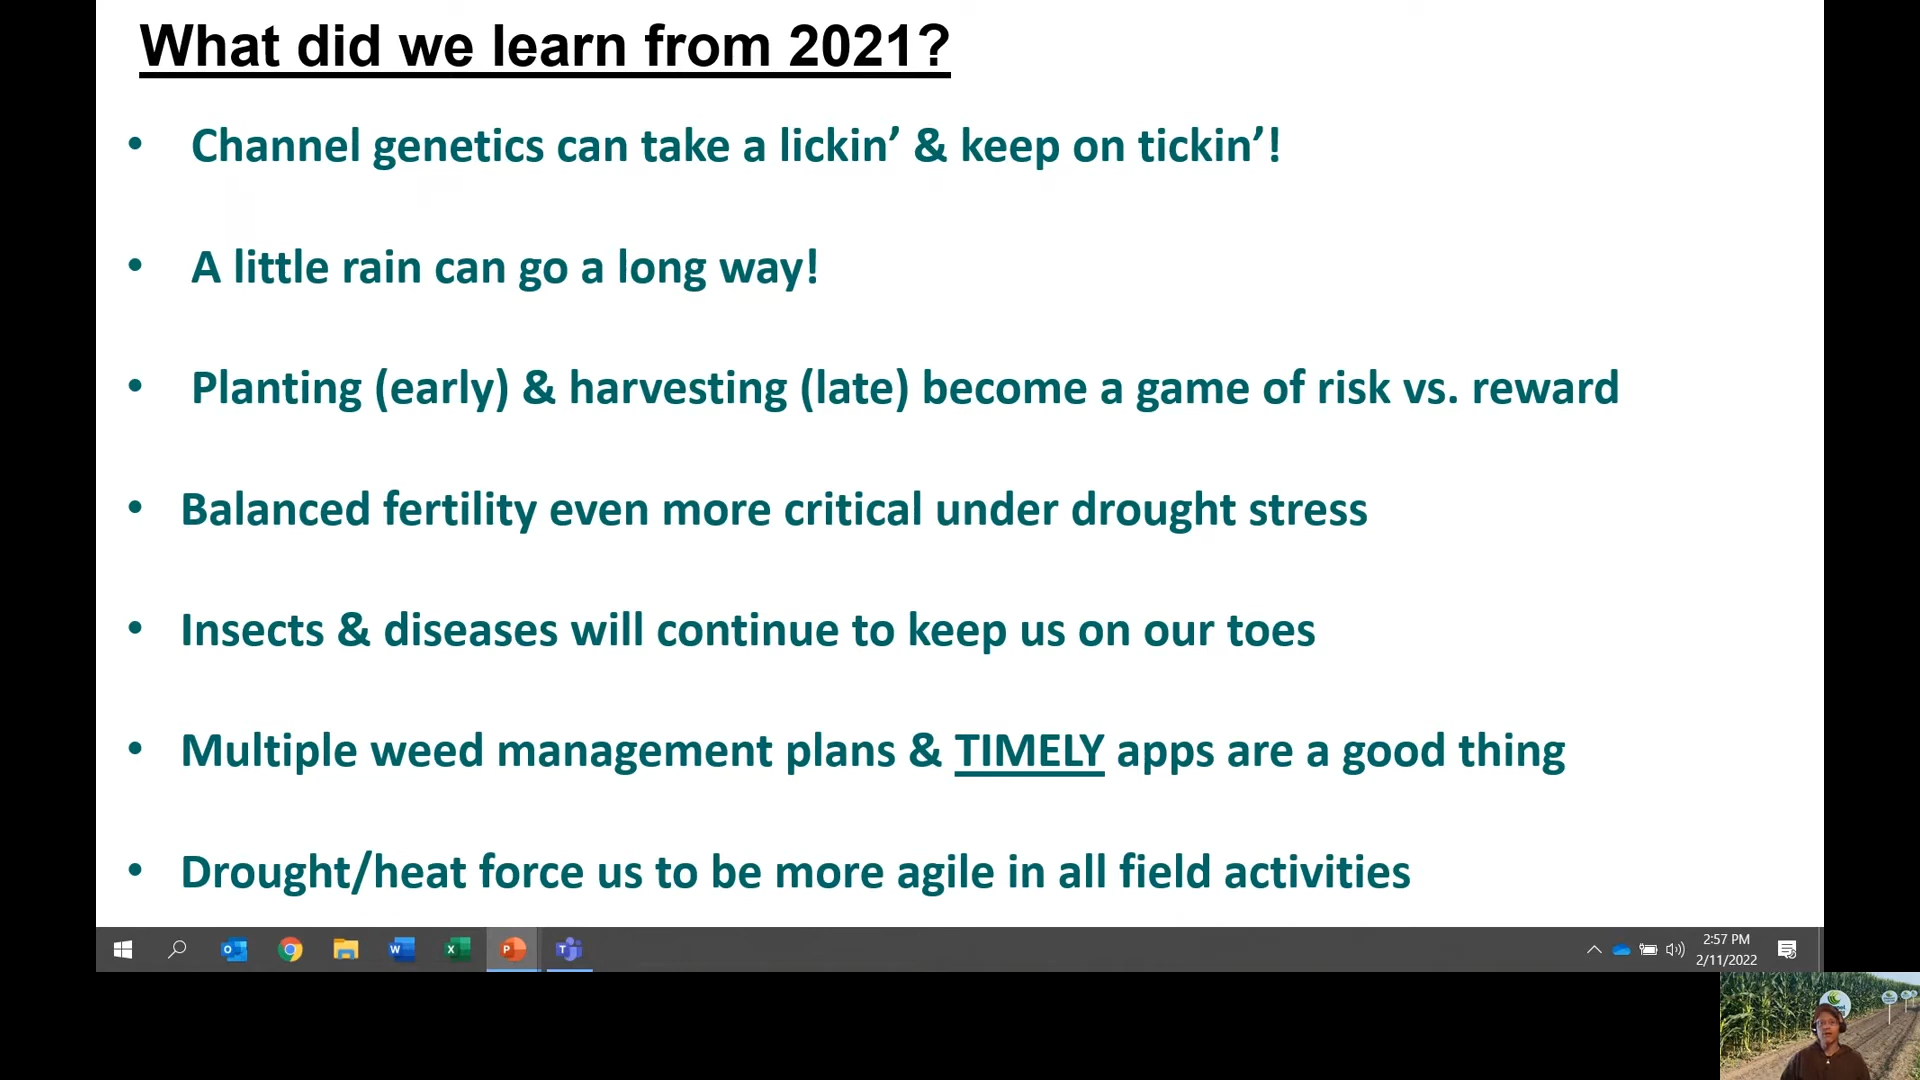 What did we learn from 2021?
• Channel genetics can take a lickin’ & keep on tickin’!
• A little rain can go a long way!
• Planting (early) & harvesting (late) become a game of risk vs. reward
• Balanced fertility even more critical under drought stress
• Insects & diseases will continue to keep us on our toes
• Multiple weed management plans & TIMELY apps are a good thing
• Drought/heat force us to be more agile in all field activities
2:57 PM
2/11/2022